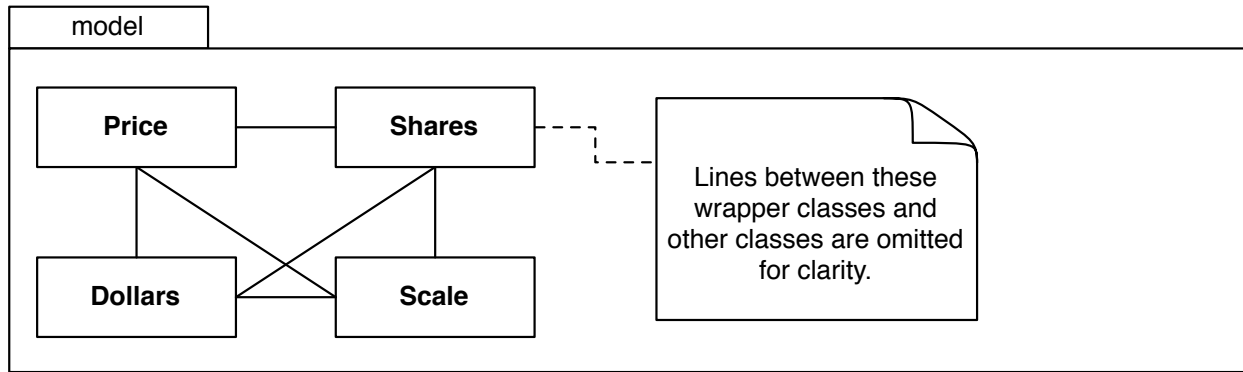 model
Price
Shares
Lines between these
wrapper classes and
other classes are omitted
for clarity.
Dollars
Scale